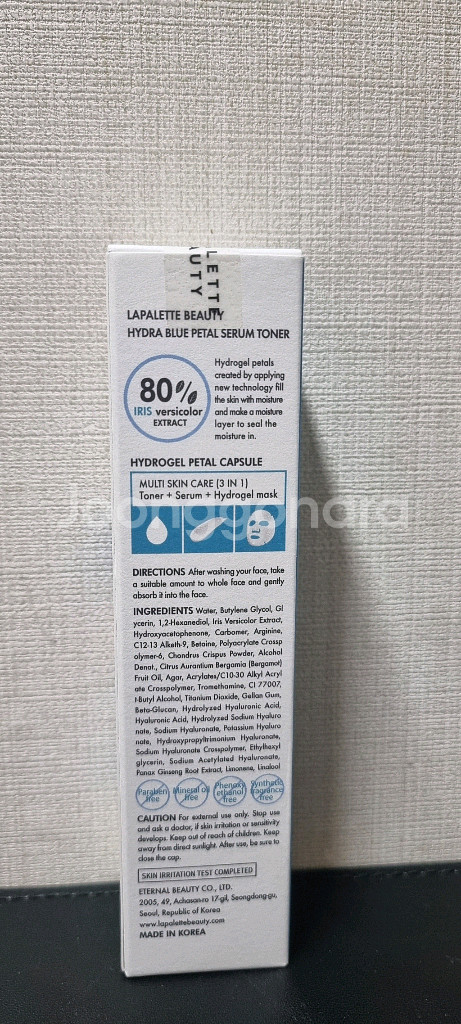 LALETTE
UTY
LAPALETTE BEAUTY
HYDRA BLUE PETAL SERUM TONER
80%
IRIS versicolor
EXTRACT
Hydrogel petals
created by applying
new technology fill
the skin with moisture
and make a moisture
layer to seal the
moisture in.
HYDROGEL PETAL CAPSULE
MULTI SKIN CARE (3 IN 1)
Toner + Serum + Hydrogel mask
Joonggonara
DIRECTIONS After washing your face, take
a suitable amount to whole face and gently
absorb it into the face.
INGREDIENTS Water, Butylene Glycol, Gl
ycerin, 1,2-Hexanediol, Iris Versicolor Extract,
Hydroxyacetophenone, Carbomer, Arginine,
C12-13 Alketh-9, Betaine, Polyacrylate Crossp
olymer-6, Chondrus Crispus Powder, Alcohol
Denat., Citrus Aurantium Bergamia (Bergamot)
Fruit Oil, Agar, Acrylates/C10-30 Alkyl Acryl
ate Crosspolymer, Tromethamine, CI 77007,
t-Butyl Alcohol, Titanium Dioxide, Gellan Gum,
Beta-Glucan, Hydrolyzed Hyaluronic Acid,
Hyaluronic Acid, Hydrolyzed Sodium Hyaluro
nate, Sodium Hyaluronate, Potassium Hyaluro
nate, Hydroxypropyltrimonium Hyaluronate,
Sodium Hyaluronate Crosspolymer, Ethylhexyl
glycerin, Sodium Acetylated Hyaluronate,
Panax Ginseng Root Extract, Limonene, Linalool
Paraben
free
Mineral oil
free
Phenoxy
ethanol
free
Synthetic
fragrance
free
CAUTION For external use only. Stop use
and ask a doctor, if skin irritation or sensitivity
develops. Keep out of reach of children. Keep
away from direct sunlight. After use, be sure to
close the cap.
SKIN IRRITATION TEST COMPLETED
ETERNAL BEAUTY CO., LTD.
2005, 49, Achasan-ro 17-gil, Seongdong-gu,
Seoul, Republic of Korea
www.lapalettebeauty.com
MADE IN KOREA